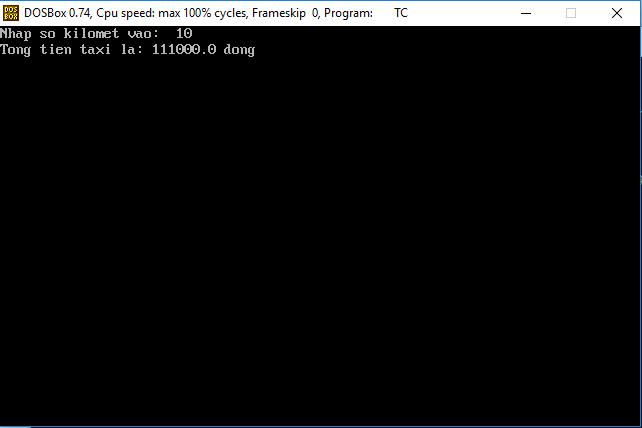 DOS BOX DOSBox 0.74, Cpu speed: max 100% cycles, Frameskip 0, Program: TC
Nhap so kilomet vao: 10
Tong tien taxi la: 111000.0 dong